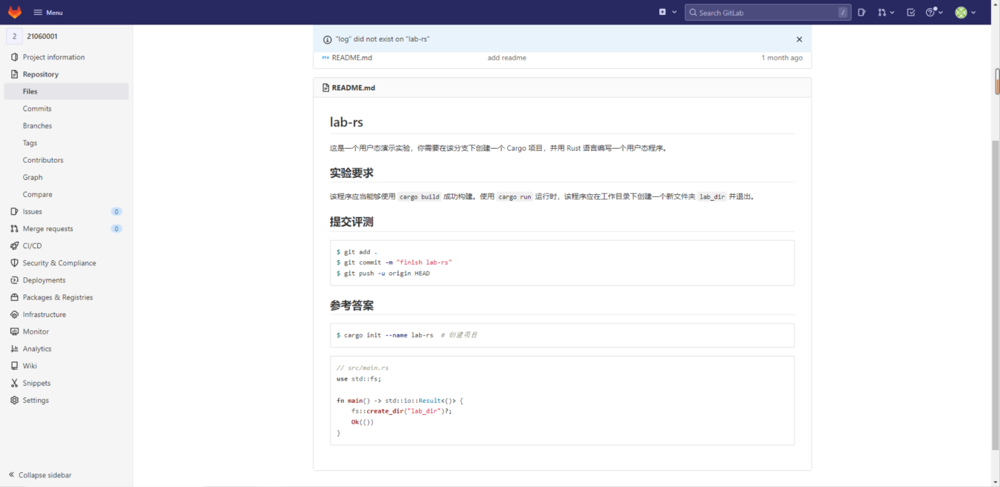 Menu
Search GitLab /
2 21060001
Project information
Repository
Files
Commits
Branches
Tags
Contributors
Graph
Compare
Issues 0
Merge requests 0
CI/CD
Security & Compliance
Deployments
Packages & Registries
Infrastructure
Monitor
Analytics
Wiki
Snippets
Settings
Collapse sidebar
"log" did not exist on "lab-rs"
README.md add readme 1 month ago
README.md
lab-rs
这是一个用户态演示实验，你需要在该分支下创建一个 Cargo 项目，并用 Rust 语言编写一个用户态程序。
实验要求
该程序应当能够使用 cargo build 成功构建。使用 cargo run 运行时，该程序应在工作目录下创建一个新文件夹 lab_dir 并退出。
提交评测
$ git add .
$ git commit -m "finish lab-rs"
$ git push -u origin HEAD
参考答案
$ cargo init --name lab-rs # 创建项目
// src/main.rs
use std::fs;
fn main() -> std::io::Result<()> {
fs::create_dir("lab_dir")?;
Ok(())
}